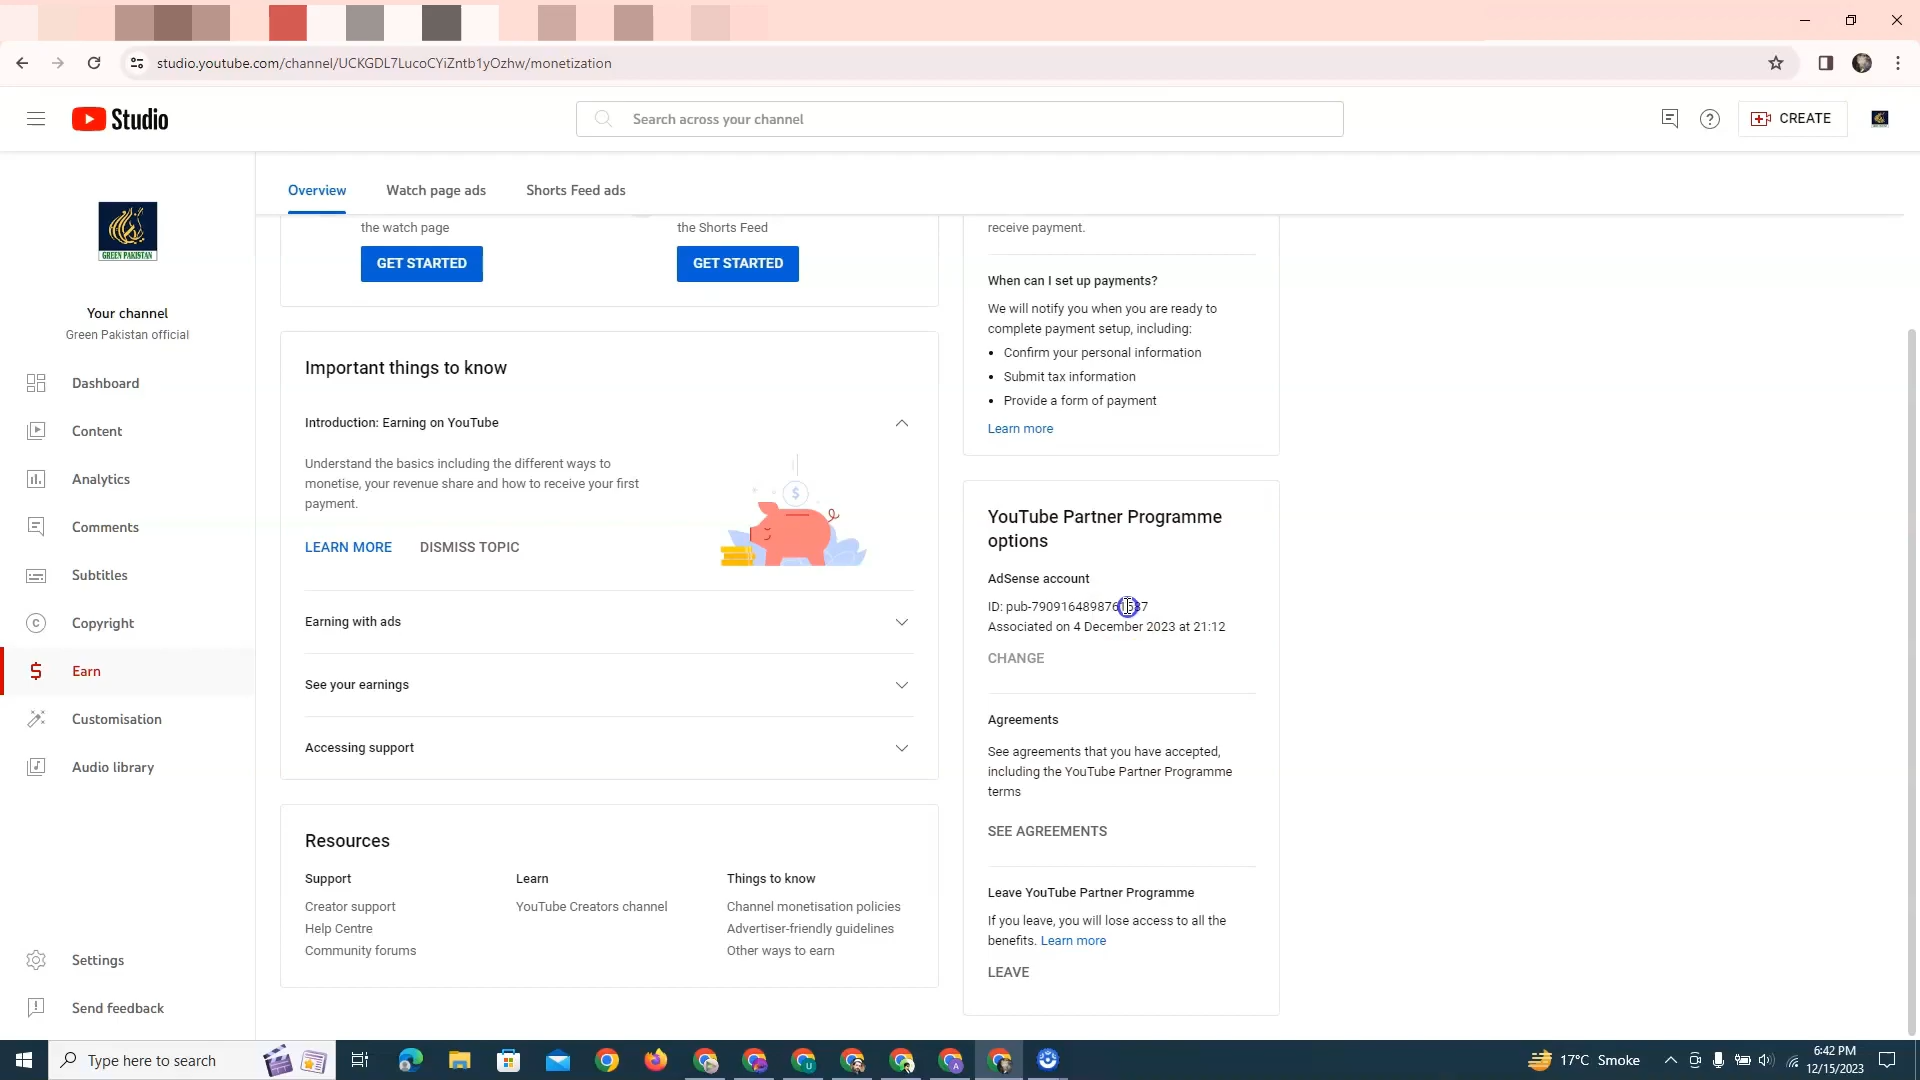 studio.youtube.com/channel/UCKGDL7LucoCYiZntb1yOzhw/monetization
Studio
Search across your channel
CREATE
Overview
Watch page ads
Shorts Feed ads
GREEN PAKISTAN
Your channel
Green Pakistan official
Dashboard
Content
Analytics
Comments
Subtitles
Copyright
Earn
Customisation
Audio library
Settings
Send feedback
the watch page
GET STARTED
the Shorts Feed
GET STARTED
Important things to know
Introduction: Earning on YouTube
Understand the basics including the different ways to
monetise, your revenue share and how to receive your first
payment.
LEARN MORE
DISMISS TOPIC
Earning with ads
See your earnings
Accessing support
Resources
Support
Creator support
Help Centre
Community forums
Learn
YouTube Creators channel
Things to know
Channel monetisation policies
Advertiser-friendly guidelines
Other ways to earn
receive payment.
When can I set up payments?
We will notify you when you are ready to
complete payment setup, including:
• Confirm your personal information
• Submit tax information
• Provide a form of payment
Learn more
YouTube Partner Programme
options
AdSense account
ID:
Associated on 4 December 2023 at 21:12
CHANGE
Agreements
See agreements that you have accepted,
including the YouTube Partner Programme
terms
SEE AGREEMENTS
Leave YouTube Partner Programme
If you leave, you will lose access to all the
benefits. Learn more
LEAVE
Type here to search
17°C Smoke
6:42 PM
12/15/2023